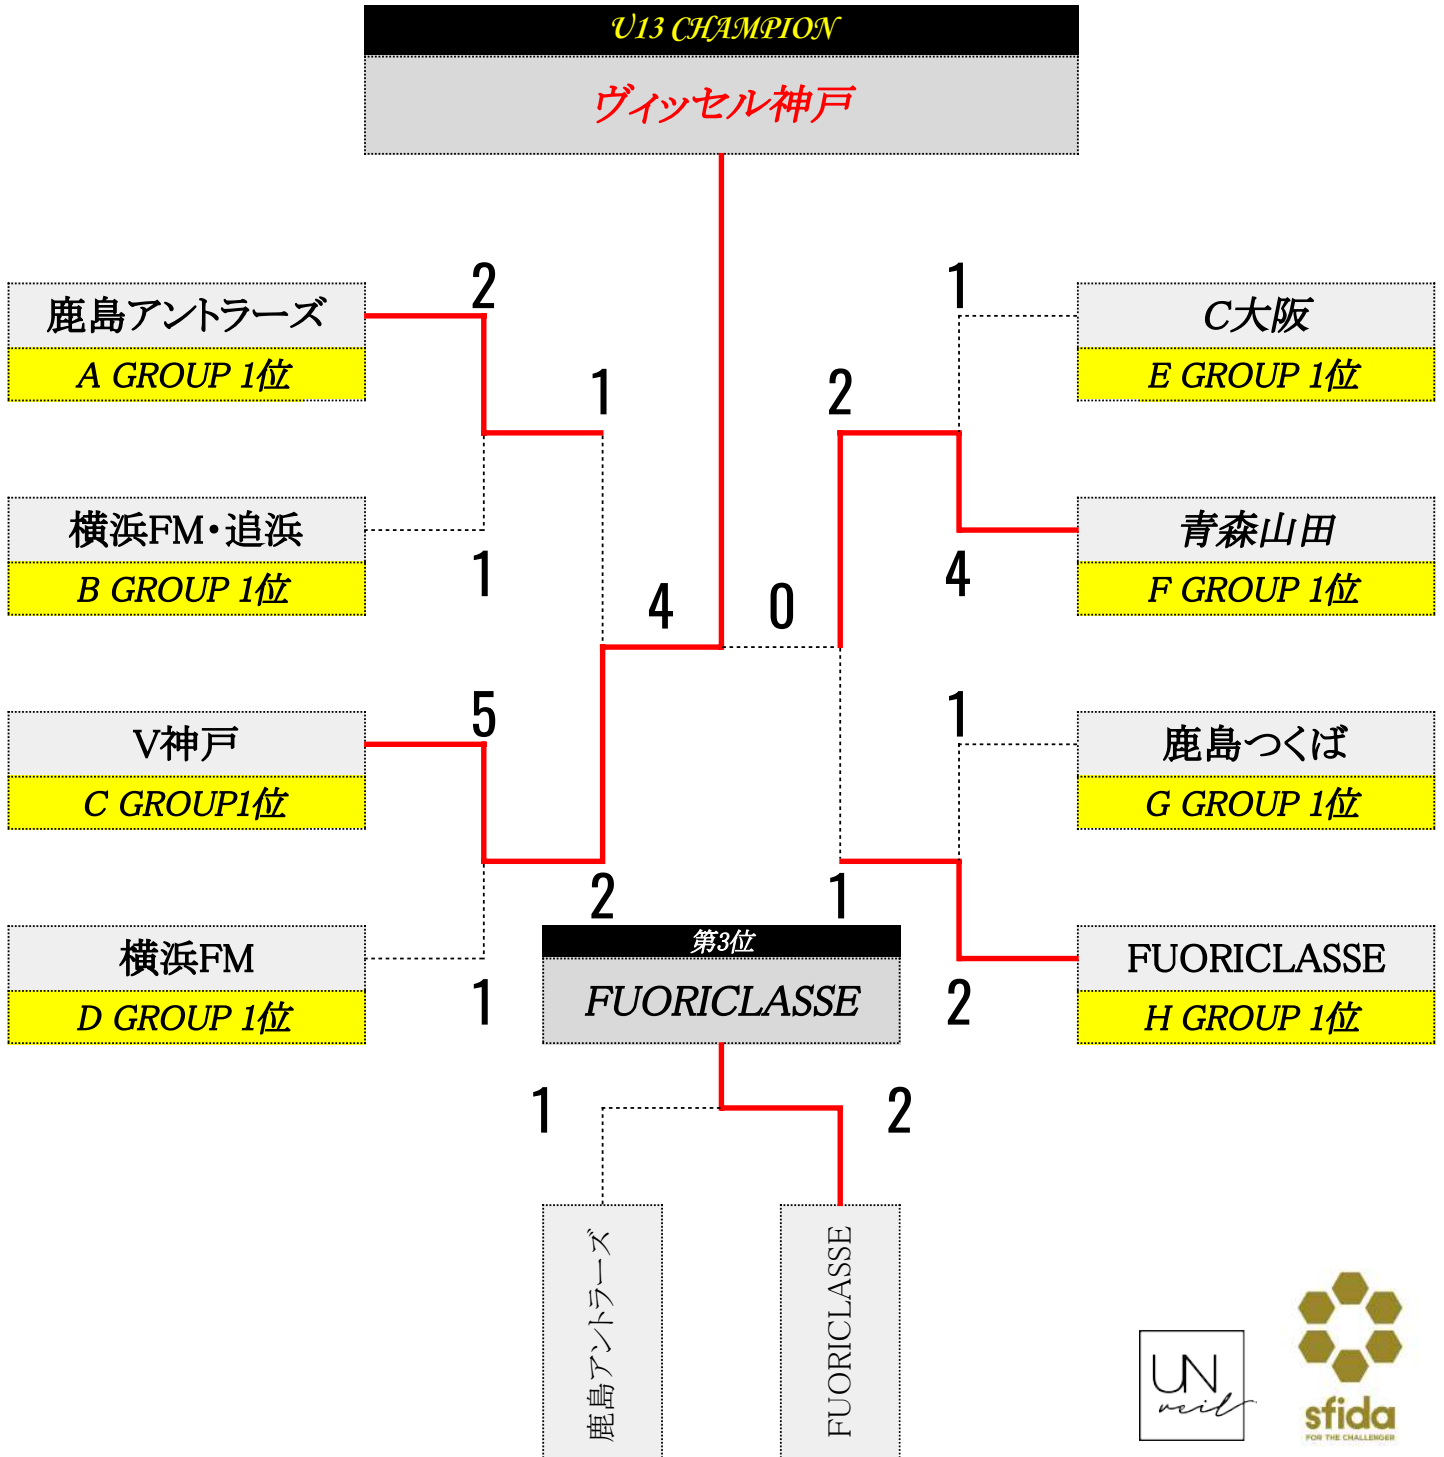 U13 CHAMPION
ヴィッセル神戸
2
1
鹿島アントラーズ
C大阪
A GROUP 1位
E GROUP 1位
1
2
横浜FM・追浜
青森山田
1
4
B GROUP 1位
F GROUP 1位
4
0
5
1
V神戸
鹿島つくば
C GROUP1位
G GROUP 1位
2
1
第3位
横浜FM
FUORICLASSE
FUORICLASSE
1
2
D GROUP 1位
H GROUP 1位
1
2
鹿島アントラーズ
FUORICLASSE
UN
veil
sfida
FOR THE CHALLENGER